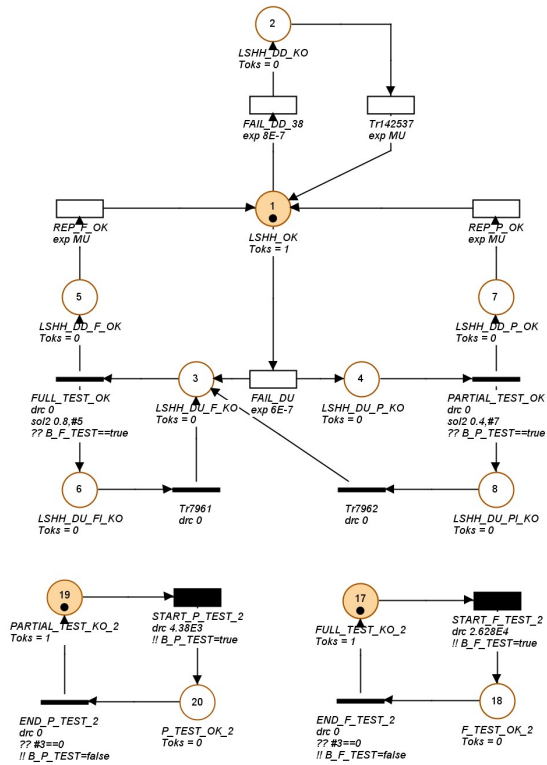 2
LSHH_DD_KO
Toks = 0
FAIL_DD_38
exp 8E-7
Tr142537
exp MU
1
LSHH_OK
Toks = 1
REP_F_OK
exp MU
REP_P_OK
exp MU
5
LSHH_DD_F_OK
Toks = 0
7
LSHH_DD_P_OK
Toks = 0
3
LSHH_DU_F_KO
Toks = 0
FAIL_DU
exp 6E-7
4
LSHH_DU_P_KO
Toks = 0
FULL_TEST_OK
drc 0
sol2 0.8,#5
?? B_F_TEST==true
PARTIAL_TEST_OK
drc 0
sol2 0.4,#7
?? B_P_TEST==true
6
LSHH_DU_FI_KO
Toks = 0
Tr7961
drc 0
Tr7962
drc 0
8
LSHH_DU_PI_KO
Toks = 0
19
PARTIAL_TEST_KO_2
Toks = 1
START_P_TEST_2
drc 4.38E3
!! B_P_TEST=true
20
P_TEST_OK_2
Toks = 0
END_P_TEST_2
drc 0
?? #3==0
!! B_P_TEST=false
17
FULL_TEST_KO_2
Toks = 1
START_F_TEST_2
drc 2.628E4
!! B_F_TEST=true
18
F_TEST_OK_2
Toks = 0
END_F_TEST_2
drc 0
?? #3==0
!! B_F_TEST=false